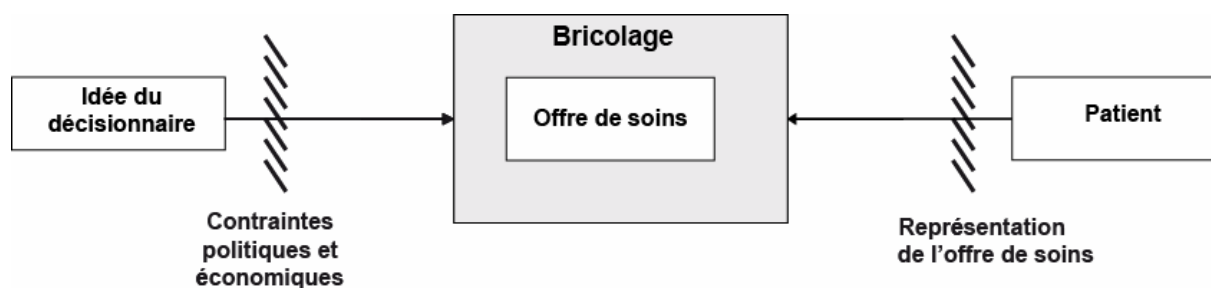 Bricolage
Idée du
décisionnaire
Offre de soins
Patient
Contraintes
politiques et
économiques
Représentation
de l'offre de soins